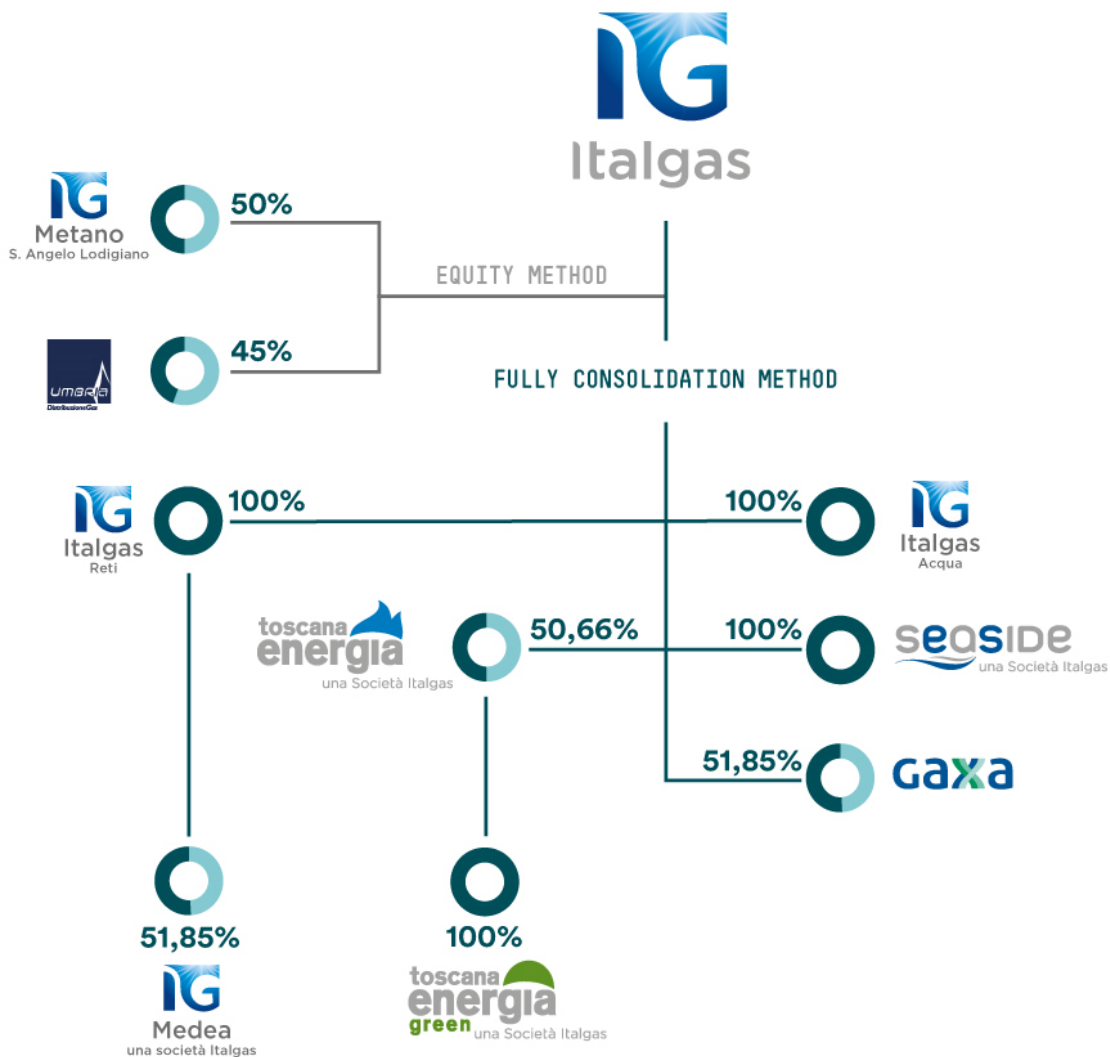 IG
Italgas
IG
Metano
S. Angelo Lodigiano
50%
EQUITY METHOD
UMBRIA
Distribuzione Gas
45%
FULLY CONSOLIDATION METHOD
IG
Italgas
Reti
100%
100%
IG
Italgas
Acqua
toscana
energia
una Società Italgas
50,66%
100%
seasIDe
una Società Italgas
51,85%
Gaxa
51,85%
IG
Medea
una società Italgas
100%
toscana
energia
green una Società Italgas